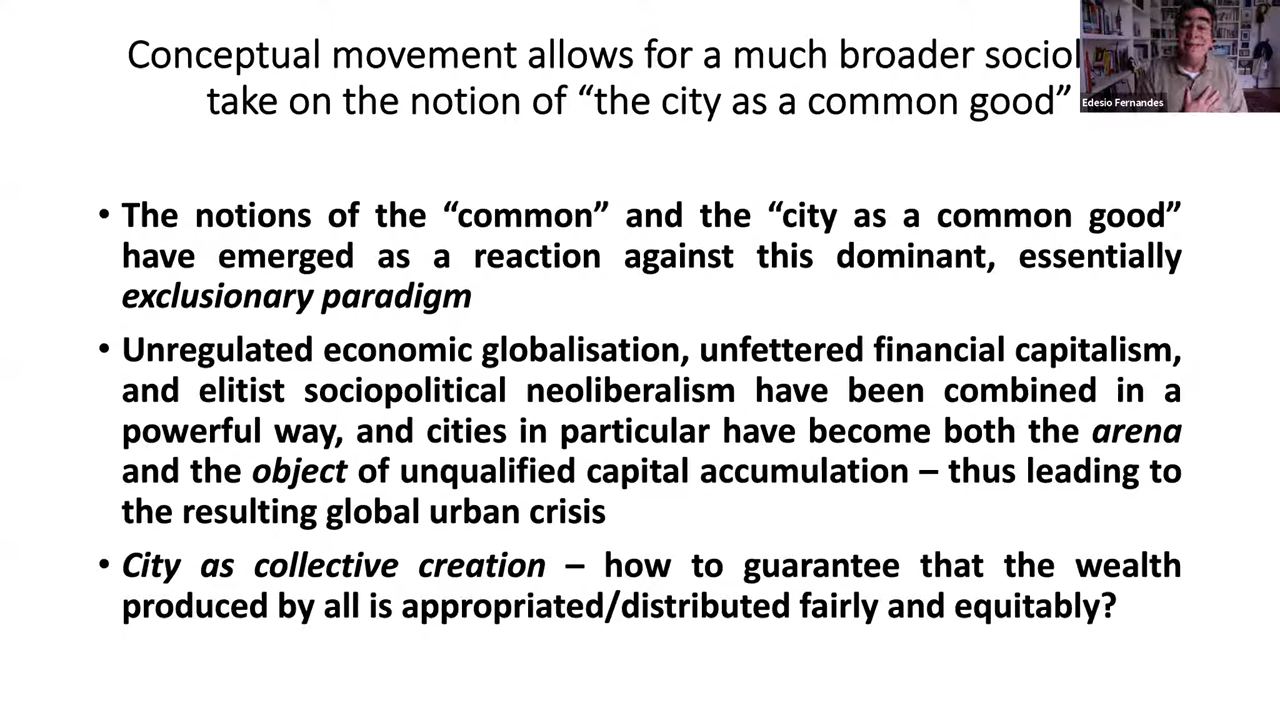 Conceptual movement allows for a much broader
take on the notion of “the city as a common good”
Edesio Fernandes
• The notions of the “common” and the “city as a common good”
have emerged as a reaction against this dominant, essentially
exclusionary paradigm
• Unregulated economic globalisation, unfettered financial capitalism,
and elitist sociopolitical neoliberalism have been combined in a
powerful way, and cities in particular have become both the arena
and the object of unqualified capital accumulation – thus leading to
the resulting global urban crisis
• City as collective creation – how to guarantee that the wealth
produced by all is appropriated/distributed fairly and equitably?